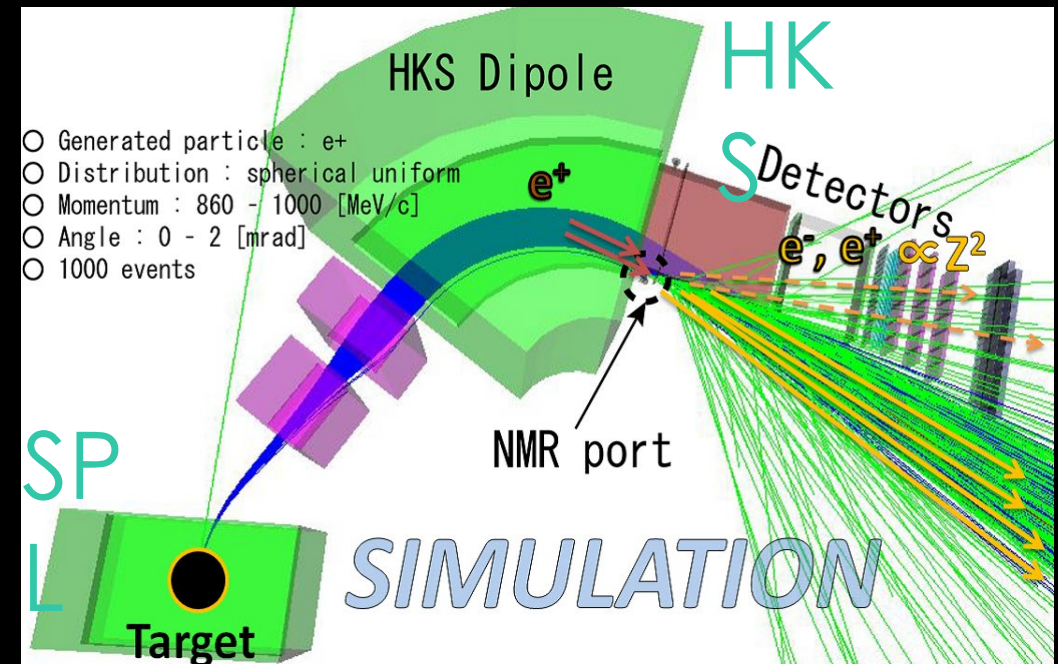 HKS Dipole
HK
S
○ Generated particle : e+
○ Distribution : spherical uniform
○ Momentum : 860 - 1000 [MeV/c]
○ Angle : 0 - 2 [mrad]
○ 1000 events
e⁺
Detectors
e⁻, e⁺ ∝ Z²
NMR port
SP
L
SIMULATION
Target